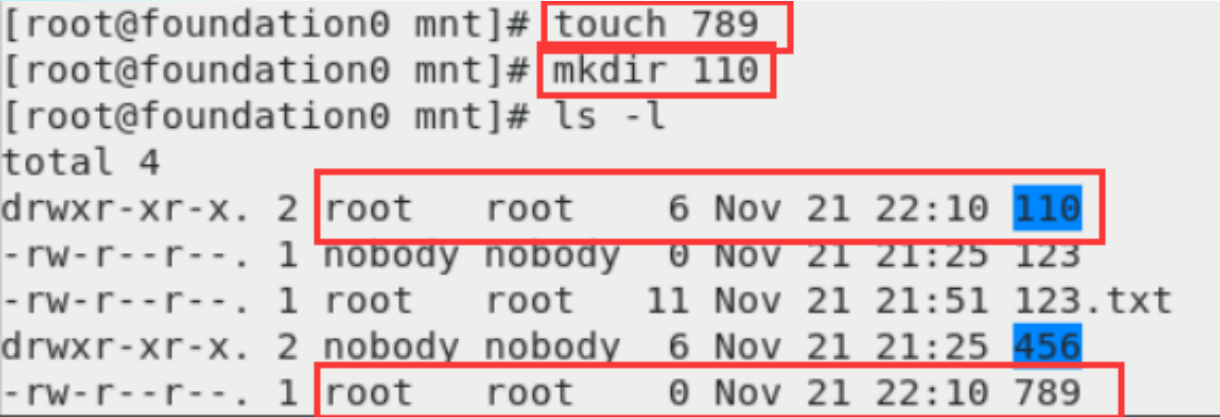 [root@foundation0 mnt]# touch 789
[root@foundation0 mnt]# mkdir 110
[root@foundation0 mnt]# ls -l
total 4
drwxr-xr-x. 2 root   root    6 Nov 21 22:10 110
-rw-r--r--. 1 nobody nobody  0 Nov 21 21:25 123
-rw-r--r--. 1 root   root   11 Nov 21 21:51 123.txt
drwxr-xr-x. 2 nobody nobody  6 Nov 21 21:25 456
-rw-r--r--. 1 root   root    0 Nov 21 22:10 789